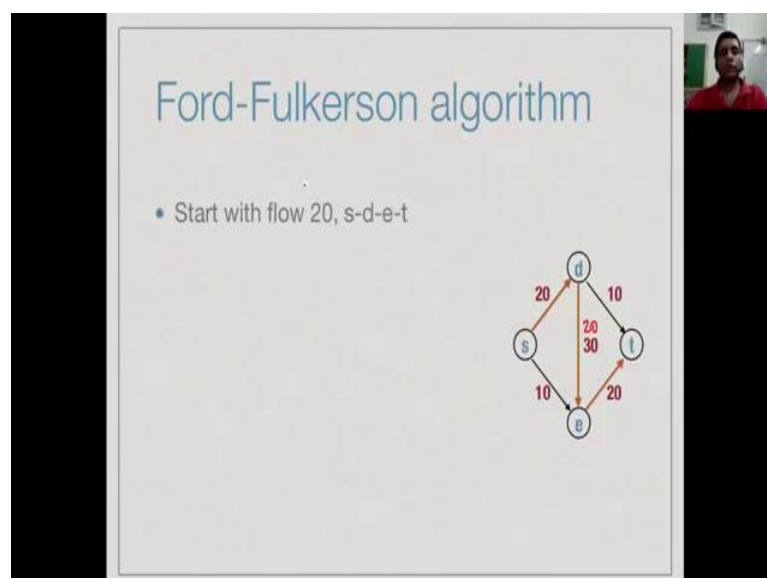 Ford-Fulkerson algorithm
• Start with flow 20, s-d-e-t
d
20 10
20
s 30 t
10 20
e